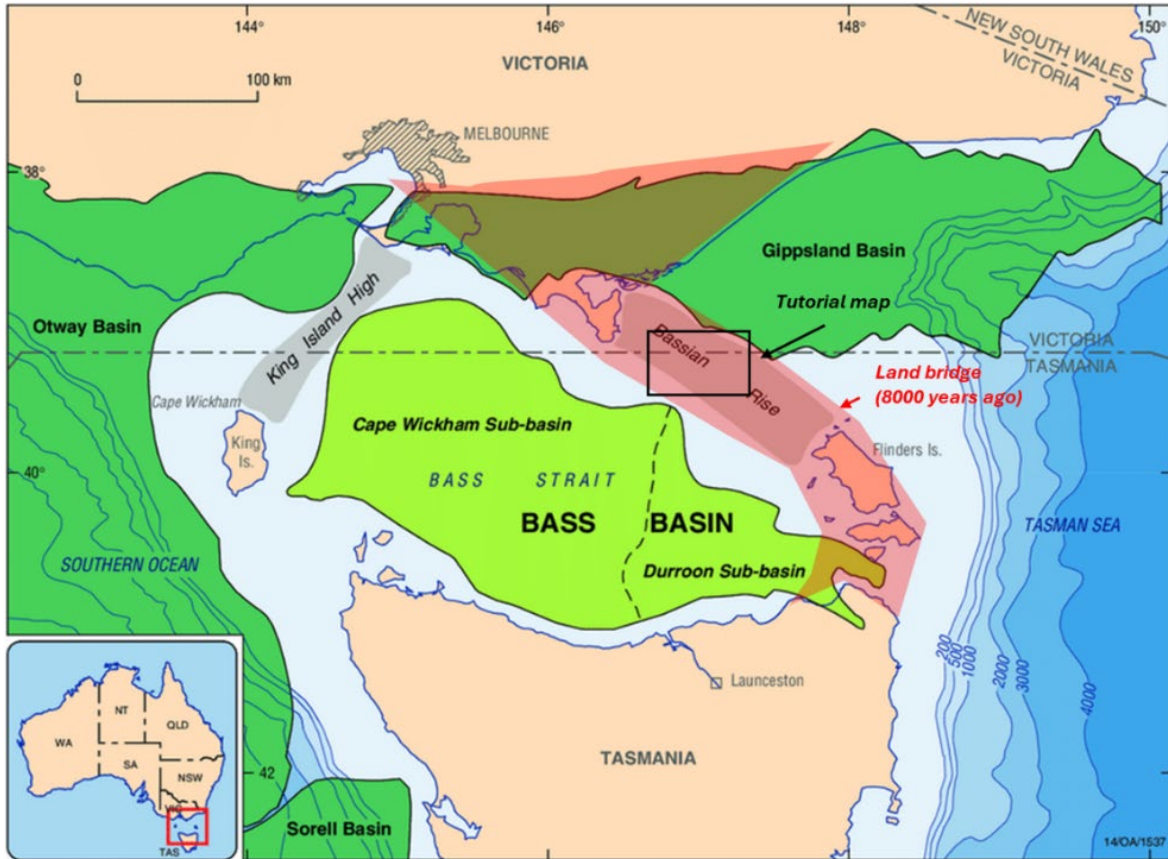 144°
146°
148°
150°
NEW SOUTH WALES
VICTORIA
VICTORIA
0
100 km
MELBOURNE
38°
Gippsland Basin
King Island High
Tutorial map
Otway Basin
Bassian
Rise
VICTORIA
TASMANIA
Land bridge
(8000 years ago)
Cape Wickham
King
Is.
Cape Wickham Sub-basin
Flinders Is.
40°
BASS STRAIT
BASS BASIN
TASMAN SEA
SOUTHERN OCEAN
Durroon Sub-basin
200
500
1000
2000
3000
4000
Launceston
TASMANIA
NT
QLD
WA
SA
NSW
VIC
TAS
42
Sorell Basin
14/OA/1537